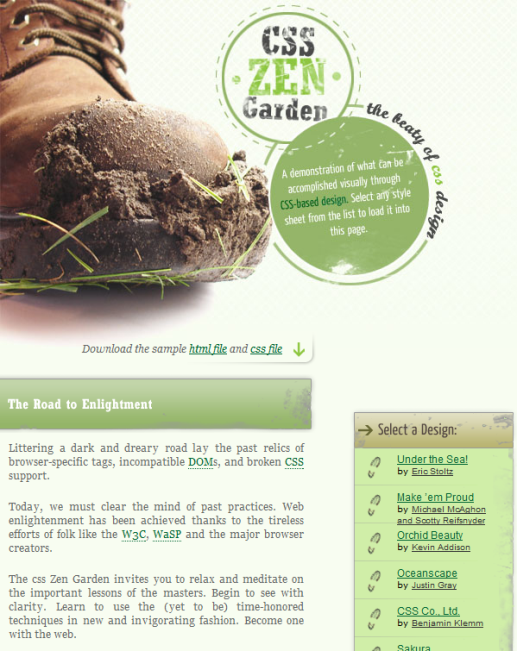 CSS
ZEN
Garden
the beaty of css design
A demonstration of what can be
accomplished visually through
CSS-based design. Select any style
sheet from the list to load it into
this page.
Download the sample html file and css file
The Road to Enlightment
Littering a dark and dreary road lay the past relics of
browser-specific tags, incompatible DOMs, and broken CSS
support.
Today, we must clear the mind of past practices. Web
enlightenment has been achieved thanks to the tireless
efforts of folk like the W3C, WaSP and the major browser
creators.
The css Zen Garden invites you to relax and meditate on
the important lessons of the masters. Begin to see with
clarity. Learn to use the (yet to be) time-honored
techniques in new and invigorating fashion. Become one
with the web.
Select a Design:
Under the Sea!
by Eric Stoltz
Make 'em Proud
by Michael McAghon
and Scotty Reifsnyder
Orchid Beauty
by Kevin Addison
Oceanscape
by Justin Gray
CSS Co., Ltd.
by Benjamin Klemm
Sakura